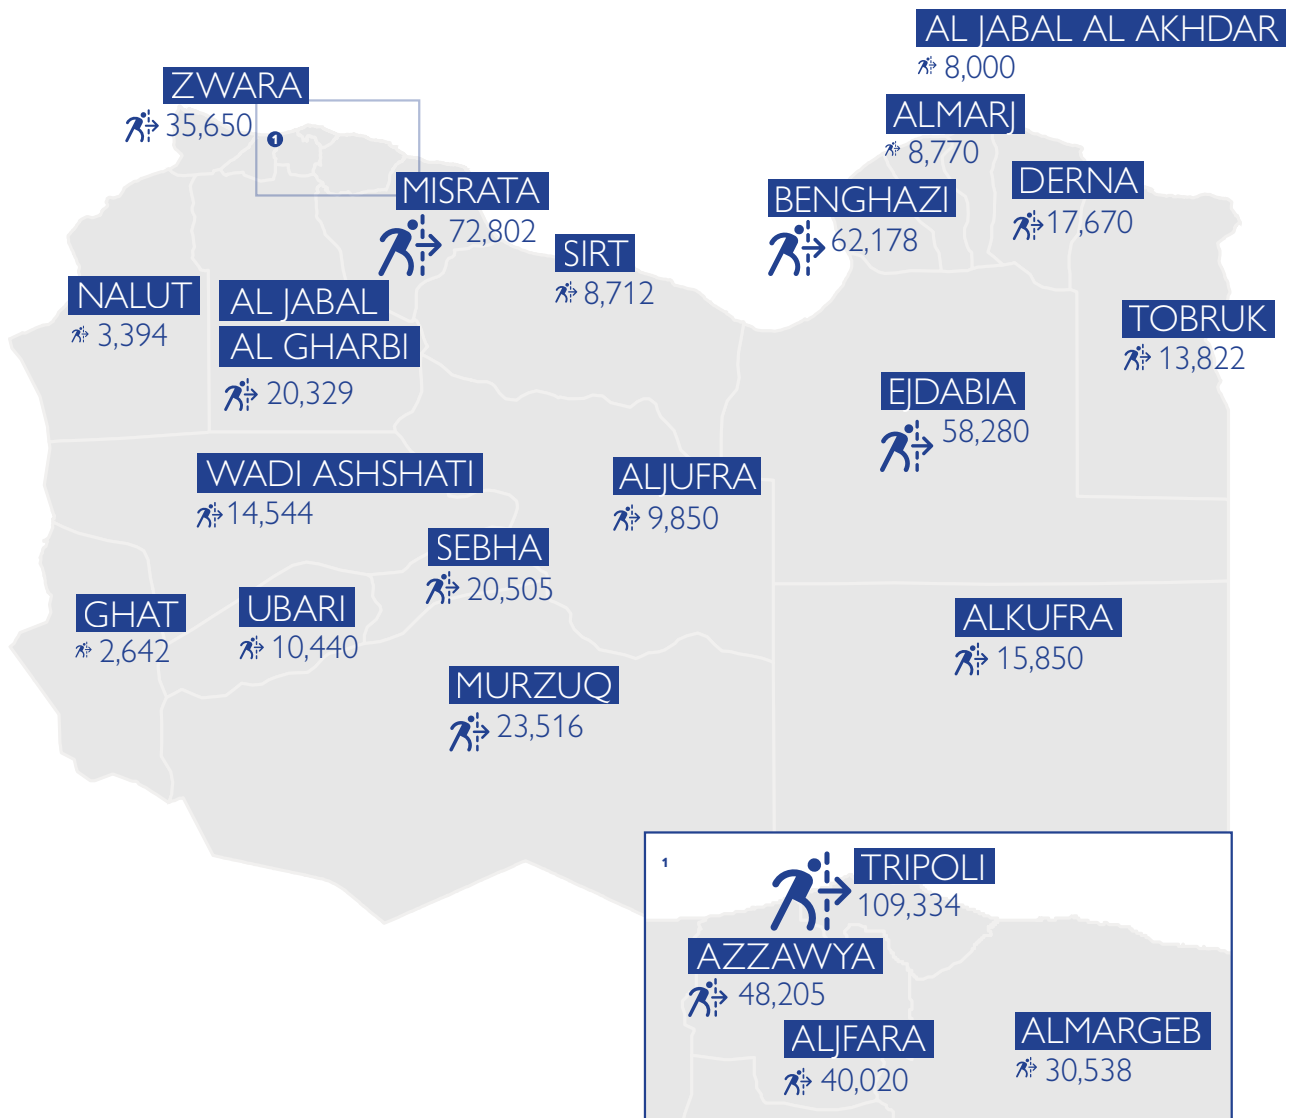 AL JABAL AL AKHDAR
8,000
ZWARA
35,650
1
ALMARJ
8,770
MISRATA
72,802
BENGHAZI
62,178
DERNA
17,670
SIRT
8,712
NALUT
3,394
AL JABAL
AL GHARBI
20,329
TOBRUK
13,822
EJDABIA
58,280
WADI ASHSHATI
14,544
ALJUFRA
9,850
SEBHA
20,505
GHAT
2,642
UBARI
10,440
ALKUFRA
15,850
MURZUQ
23,516
1
TRIPOLI
109,334
AZZAWYA
48,205
ALJFARA
40,020
ALMARGEB
30,538